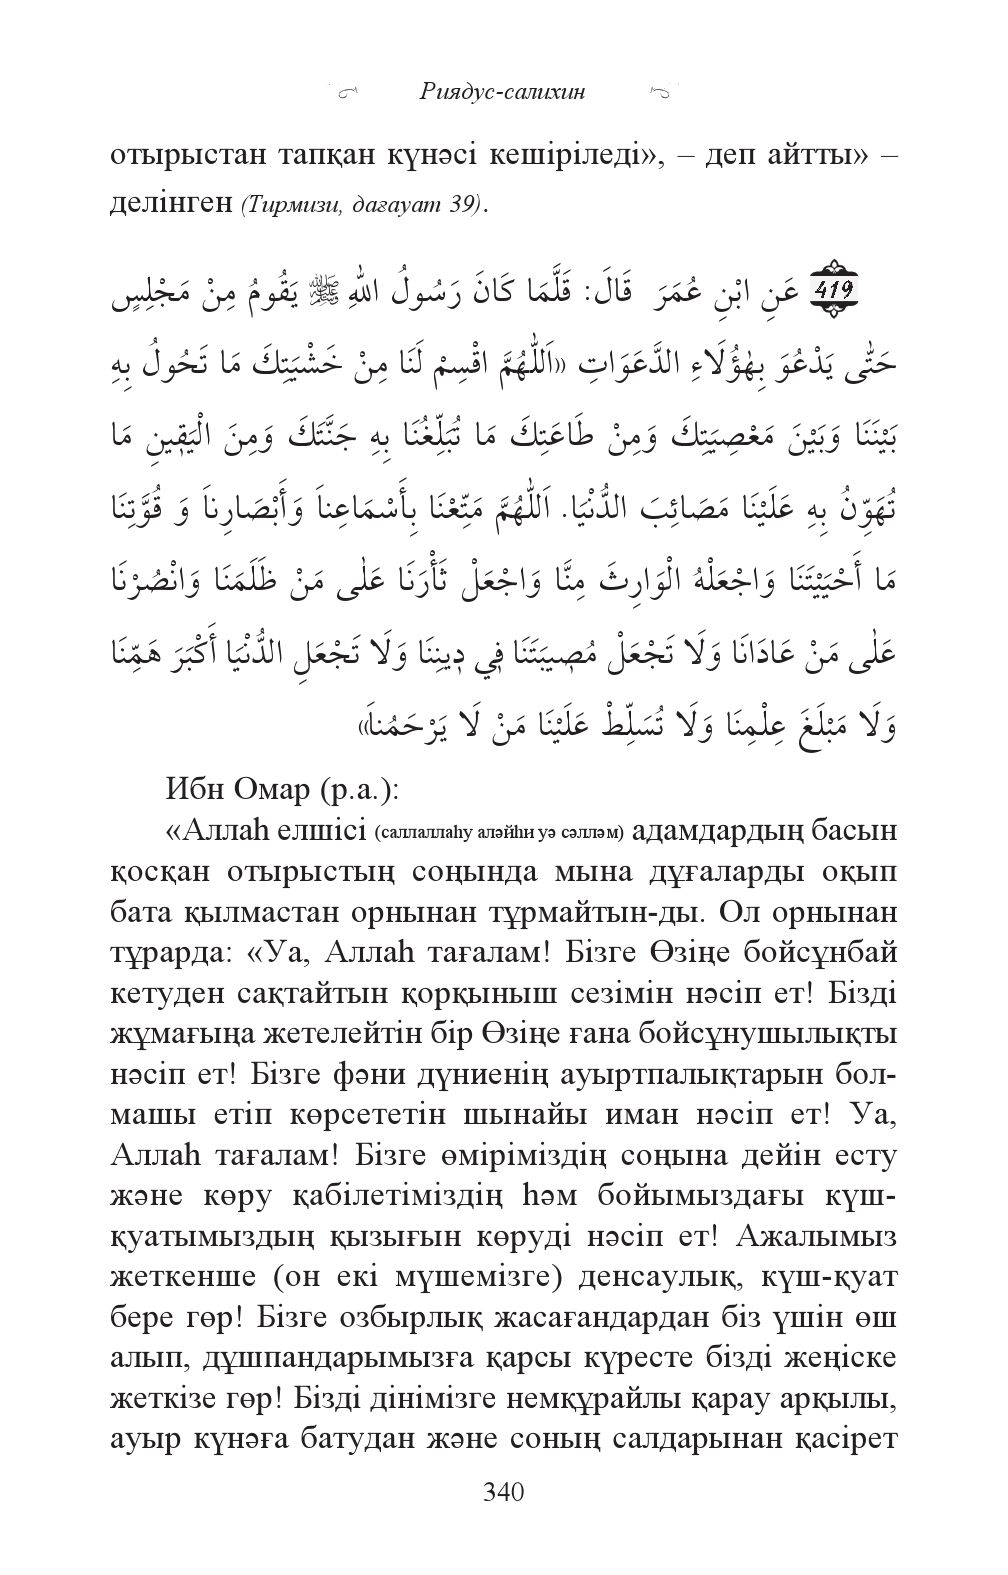 Риядус-салихин
отырыстан тапқан күнәсі кешіріледі», – деп айтты» –
делінген (Тирмизи, дағауат 39).
419 عَنِ ابْنِ عُمَرَ قَالَ: قَلَّمَا كَانَ رَسُولُ اللهِ ﷺ يَقُومُ مِنْ مَجْلِسٍ
حَتّٰى يَدْعُوَ بِهٰؤُلَاءِ الدَّعَوَاتِ «اَللّٰهُمَّ اقْسِمْ لَنَا مِنْ خَشْيَتِكَ مَا تَحُولُ بِهِ
بَيْنَنَا وَبَيْنَ مَعْصِيَتِكَ وَمِنْ طَاعَتِكَ مَا تُبَلِّغُنَا بِهِ جَنَّتَكَ وَمِنَ الْيَقِينِ مَا
تُهَوِّنُ بِهِ عَلَيْنَا مَصَائِبَ الدُّنْيَا. اَللّٰهُمَّ مَتِّعْنَا بِأَسْمَاعِنَا وَأَبْصَارِنَا وَ قُوَّتِنَا
مَا أَحْيَيْتَنَا وَاجْعَلْهُ الْوَارِثَ مِنَّا وَاجْعَلْ ثَأْرَنَا عَلٰى مَنْ ظَلَمَنَا وَانْصُرْنَا
عَلٰى مَنْ عَادَانَا وَلَا تَجْعَلْ مُصِيبَتَنَا فِي دِينِنَا وَلَا تَجْعَلِ الدُّنْيَا أَكْبَرَ هَمِّنَا
وَلَا مَبْلَغَ عِلْمِنَا وَلَا تُسَلِّطْ عَلَيْنَا مَنْ لَا يَرْحَمُنَا»
Ибн Омар (р.а.):
«Аллаһ елшісі (саллаллаһу аләйһи уә сәлләм) адамдардың басын
қосқан отырыстың соңында мына дұғаларды оқып
бата қылмастан орнынан тұрмайтын-ды. Ол орнынан
тұрарда: «Уа, Аллаһ тағалам! Бізге Өзіңе бойсұнбай
кетуден сақтайтын қорқыныш сезімін нәсіп ет! Бізді
жұмағыңа жетелейтін бір Өзіңе ғана бойсұнушылықты
нәсіп ет! Бізге фәни дүниенің ауыртпалықтарын бол-
машы етіп көрсететін шынайы иман нәсіп ет! Уа,
Аллаһ тағалам! Бізге өміріміздің соңына дейін есту
және көру қабілетіміздің һәм бойымыздағы күш-
қуатымыздың қызығын көруді нәсіп ет! Ажалымыз
жеткенше (он екі мүшемізге) денсаулық, күш-қуат
бере гөр! Бізге озбырлық жасағандардан біз үшін өш
алып, дұшпандарымызға қарсы күресте бізді жеңіске
жеткізе гөр! Бізді дінімізге немқұрайлы қарау арқылы,
ауыр күнәға батудан және соның салдарынан қасірет
340